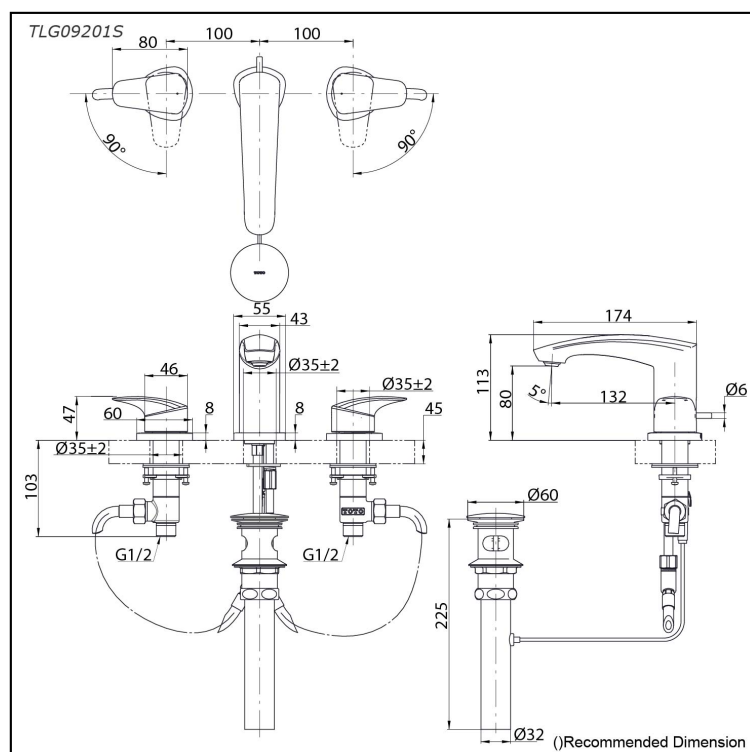 TLG09201S
100 100
80
90° 90°
TOTO
55
43
174
46
Ø35±2
Ø35±2
113
80
5°
132
Ø6
47
60
8
8
45
Ø35±2
103
TOTO
G1/2
G1/2
Ø60
225
Ø32
()Recommended Dimension